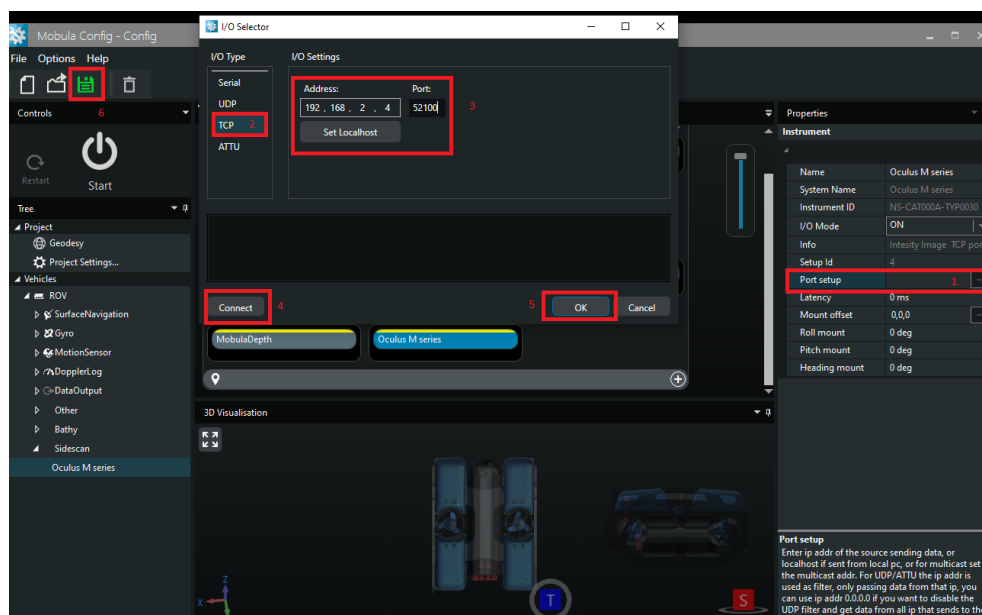 Mobula Config - Config
File Options Help
Controls 6
Restart
Start
Tree
Project
Geodesy
Project Settings...
Vehicles
ROV
SurfaceNavigation
Gyro
MotionSensor
DopplerLog
DataOutput
Other
Bathy
Sidescan
Oculus M series
I/O Selector
I/O Type
Serial
UDP
TCP 2
ATTU
I/O Settings
Address: Port:
192 . 168 . 2 . 4 52100 3
Set Localhost
Connect 4
5 OK Cancel
MobulaDepth Oculus M series
3D Visualisation
Z
X
T
S
Properties
Instrument
Name Oculus M series
System Name Oculus M series
Instrument ID NS-CAT000A-TYP0030
I/O Mode ON
Info Intesity Image TCP por
Setup Id 4
Port setup 1 ...
Latency 0 ms
Mount offset 0,0,0 ...
Roll mount 0 deg
Pitch mount 0 deg
Heading mount 0 deg
Port setup
Enter ip addr of the source sending data, or
localhost if sent from local pc, or for multicast set
the multicast addr. For UDP/ATTU the ip addr is
used as filter, only passing data from that ip, you
can use ip addr 0.0.0.0 if you want to disable the
UDP filter and get data from all ip that sends to the